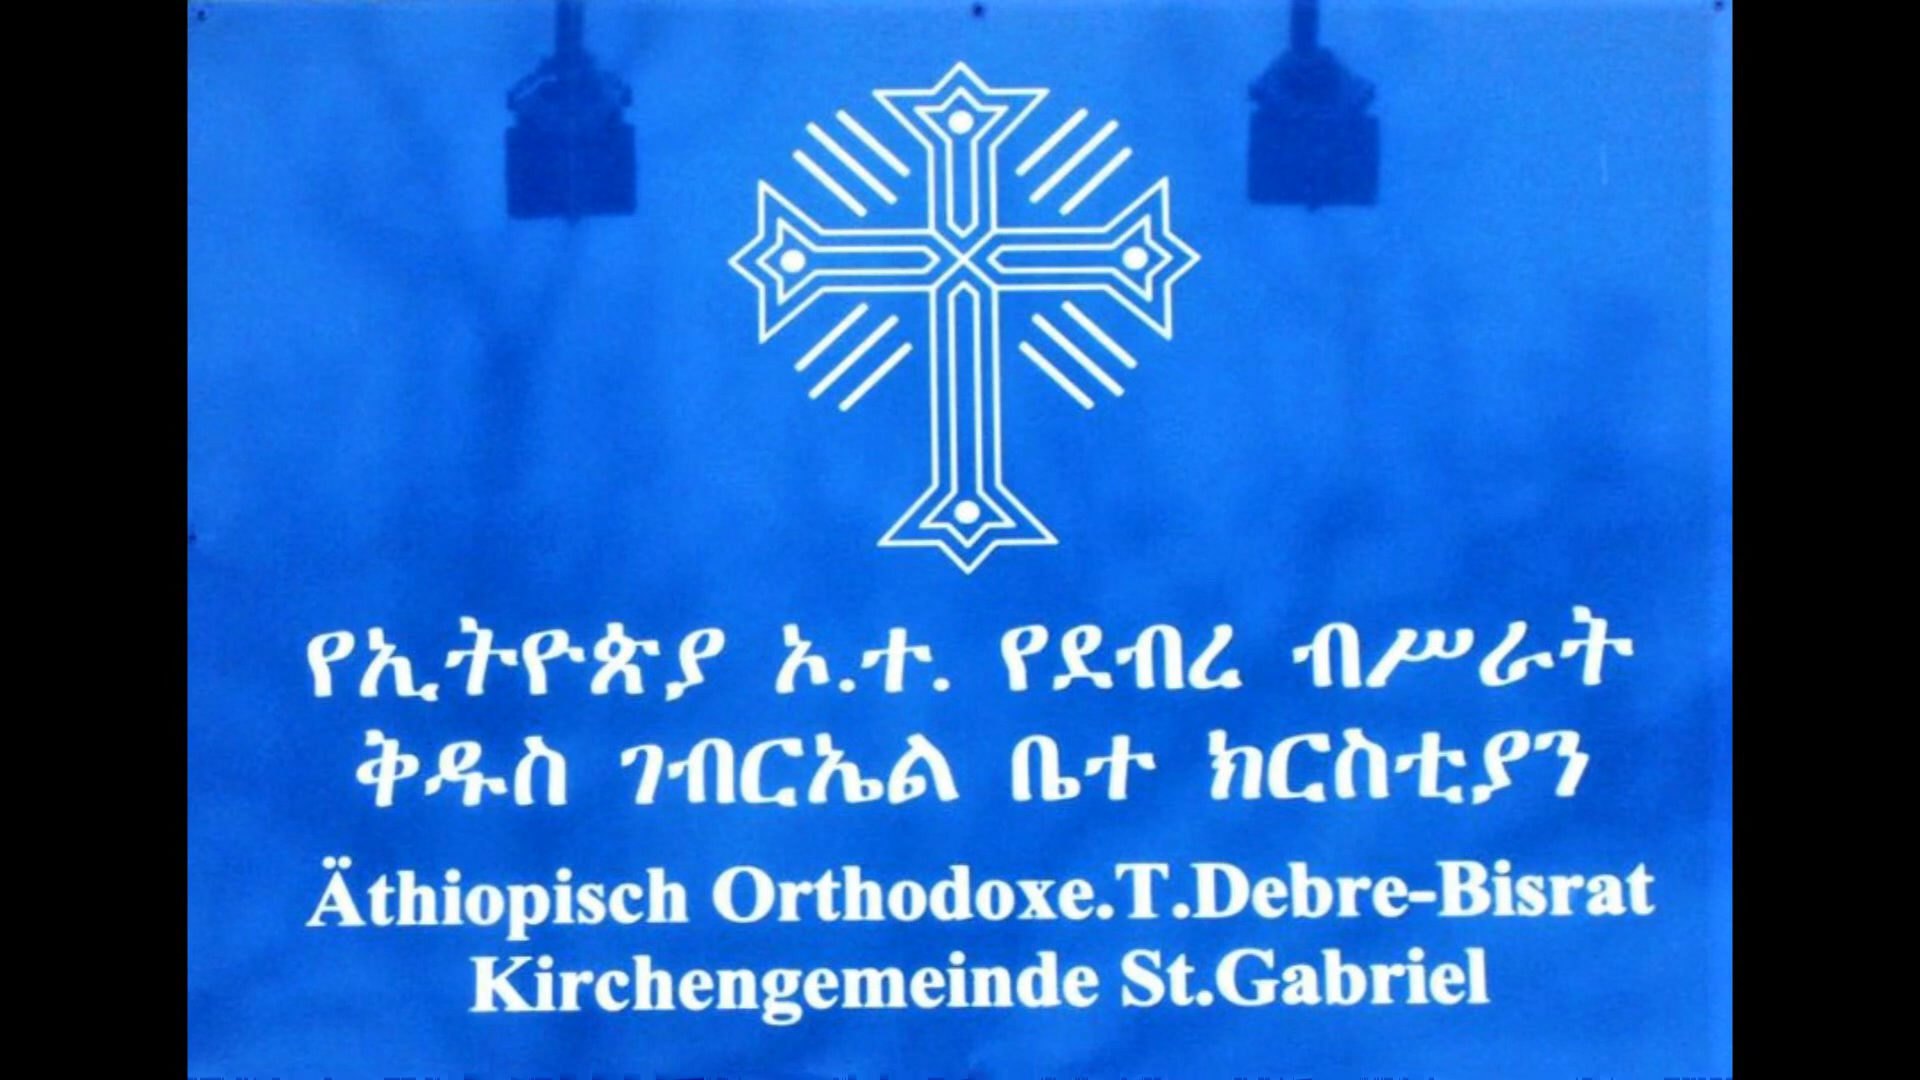 የኢትዮጵያ ኦ.ተ. የደብረ ብሥራት
ቅዱስ ገብርኤል ቤተ ክርስቲያን
Äthiopisch Orthodoxe.T.Debre-Bisrat
Kirchengemeinde St.Gabriel